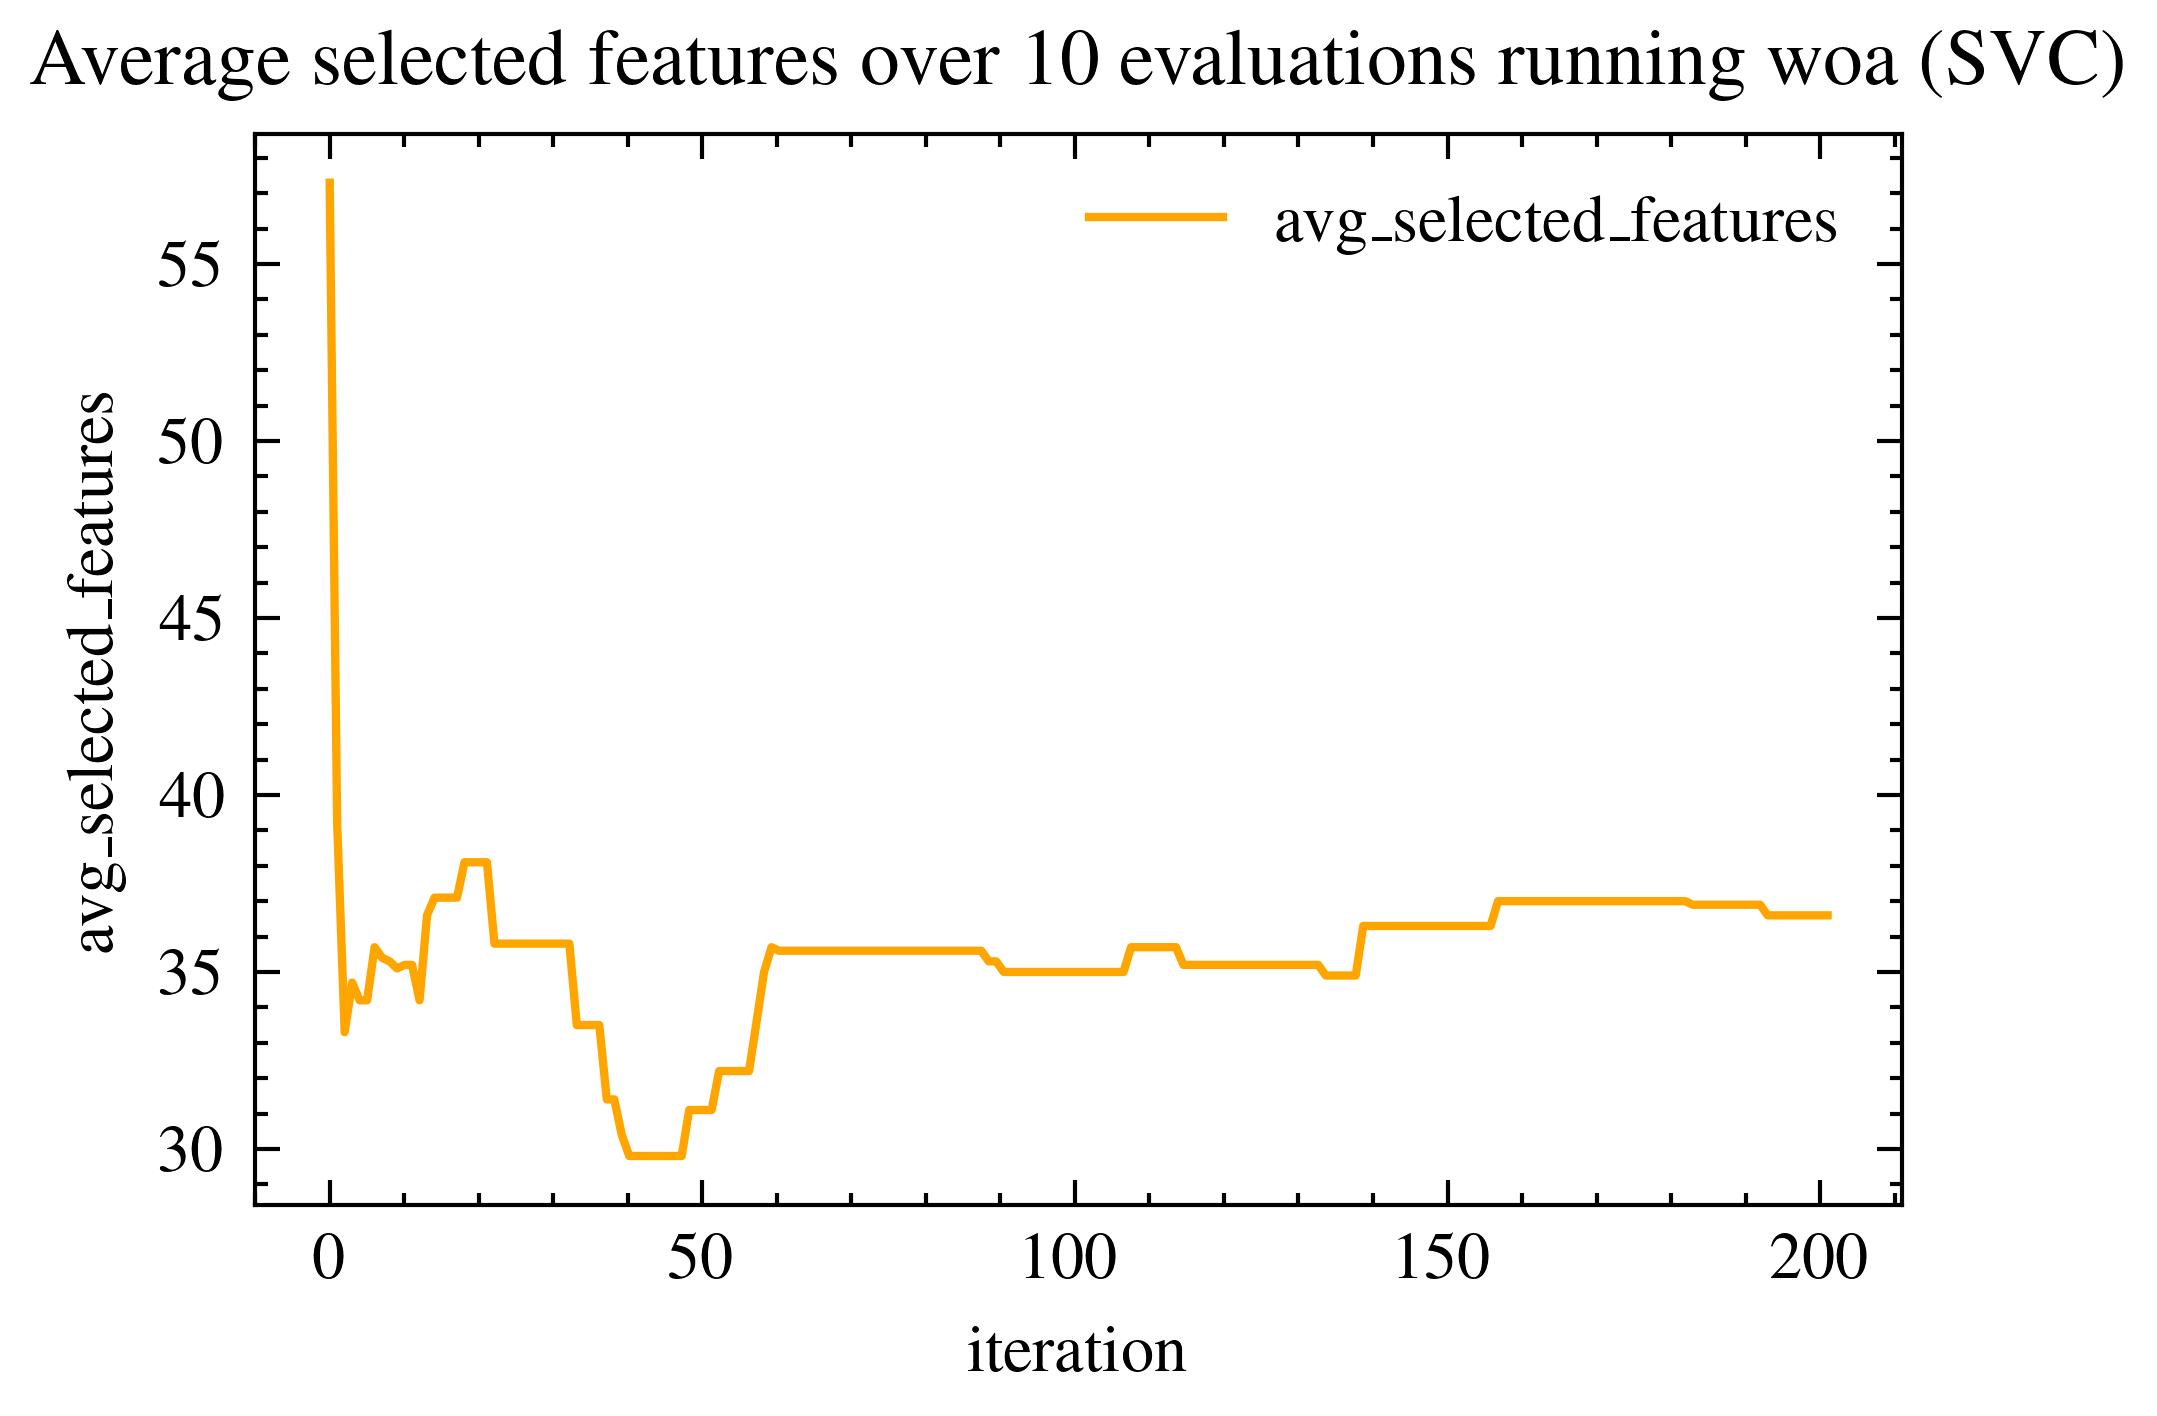 Average selected features over 10 evaluations running woa (SVC)
avg_selected_features
55
50
45
40
35
30
avg_selected_features
0 50 100 150 200
iteration